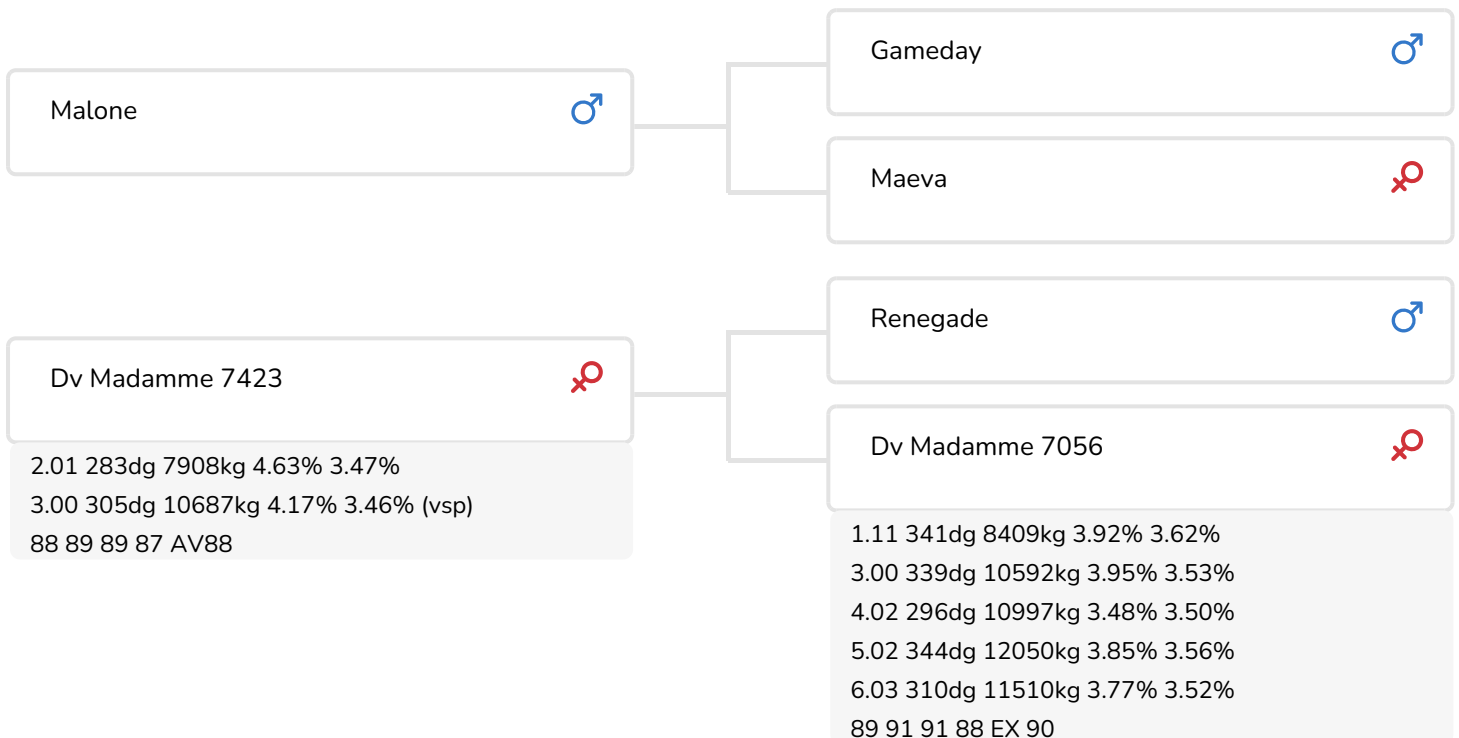 Malone
Gameday
Maeva
Dv Madamme 7423
2.01 283dg 7908kg 4.63% 3.47%
3.00 305dg 10687kg 4.17% 3.46% (vsp)
88 89 89 87 AV88
Renegade
Dv Madamme 7056
1.11 341dg 8409kg 3.92% 3.62%
3.00 339dg 10592kg 3.95% 3.53%
4.02 296dg 10997kg 3.48% 3.50%
5.02 344dg 12050kg 3.85% 3.56%
6.03 310dg 11510kg 3.77% 3.52%
89 91 91 88 EX 90